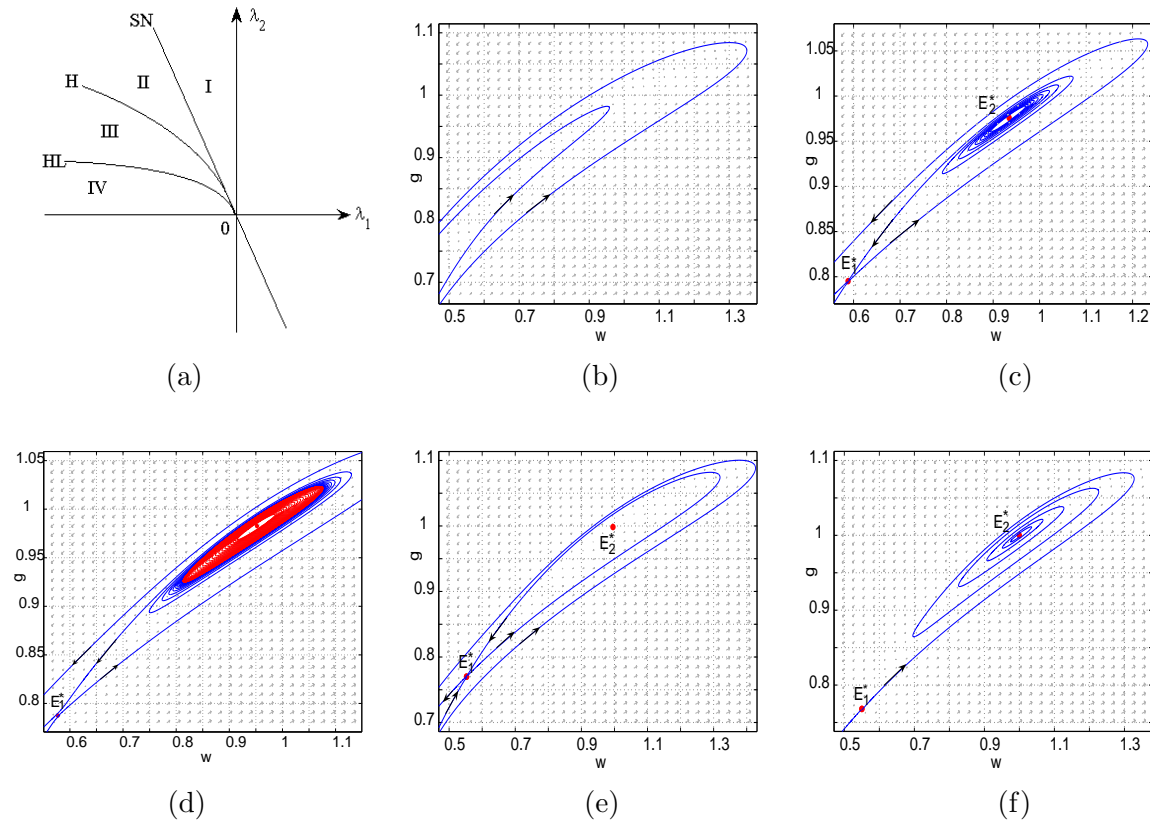 SN
λ2
H
II
I
III
HL
IV
0
λ1
(a)
1.1
1
0.9
g
0.8
0.7
0.5 0.7 0.9 1.1 1.3
w
(b)
1.05
1
E2*
0.95
g
0.9
0.85
E1*
0.8
0.6 0.7 0.8 0.9 1 1.1 1.2
w
(c)
1.05
1
0.95
g
0.9
0.85
0.8
E1*
0.6 0.7 0.8 0.9 1 1.1
w
(d)
1.1
1
E2*
0.9
g
0.8
E1*
0.7
0.5 0.7 0.9 1.1 1.3
w
(e)
1.1
1
E2*
0.9
g
0.8
E1*
0.5 0.7 0.9 1.1 1.3
w
(f)